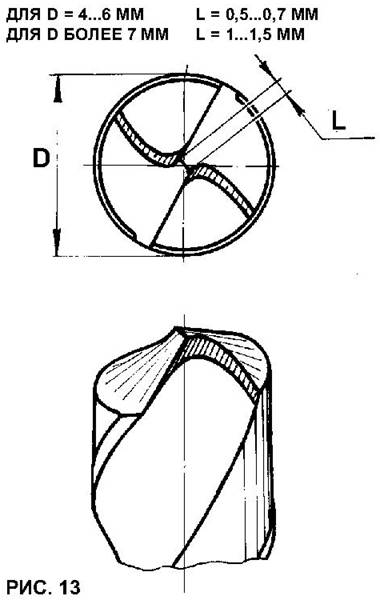 ДЛЯ D = 4...6 ММ L = 0,5...0,7 ММ
ДЛЯ D БОЛЕЕ 7 ММ L = 1...1,5 ММ
L
D
РИС. 13